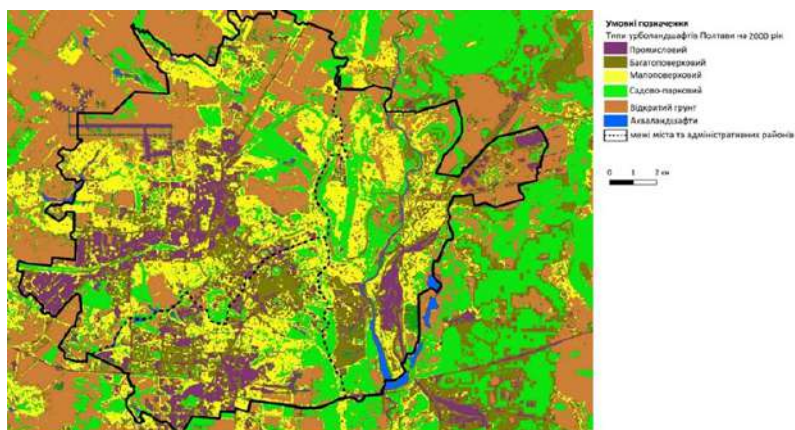 Умовні позначення
Типи урболандшафтів Полтави на 2000 рік
Промисловий
Багатоповерховий
Малоповерховий
Садово-парковий
Відкритий ґрунт
Аквaландшафти
межі міста та адміністративних районів
0 1 2 км